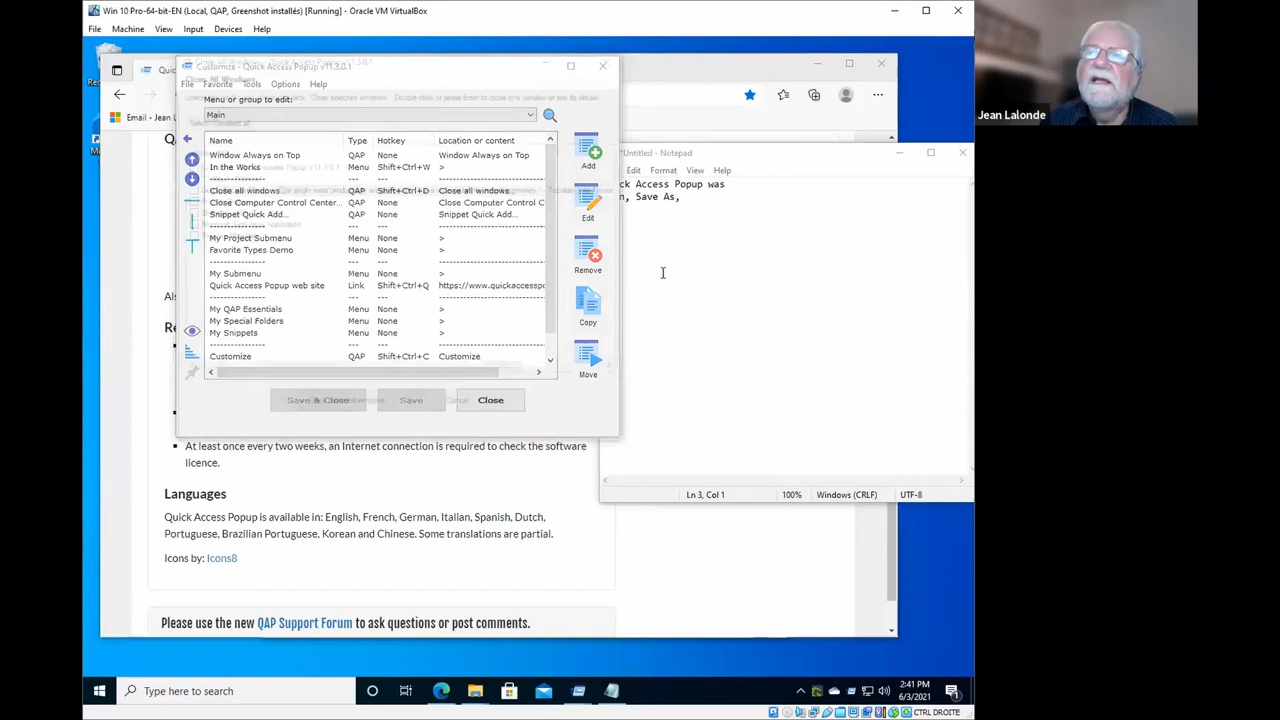 Win 10 Pro-64-bit-EN (Local, QAP, Greenshot installés) [Running] - Oracle VM VirtualBox
File Machine View Input Devices Help
Email - Jean L
Customize - Quick Access Popup v11.3.0.1
File Favorite Tools Options Help
Menu or group to edit:
Main
Name Type Hotkey Location or content
Window Always on Top QAP None Window Always on Top
In the Works Menu Shift+Ctrl+W >
--------------- --- --- ---------------
Close all windows... QAP Shift+Ctrl+D Close all windows...
Close Computer Control Center... QAP None Close Computer Control C
Snippet Quick Add... QAP None Snippet Quick Add...
--------------- --- --- ---------------
My Project Submenu Menu None >
Favorite Types Demo Menu None >
--------------- --- --- ---------------
My Submenu Menu None >
Quick Access Popup web site Link Shift+Ctrl+Q https://www.quickaccesspo
--------------- --- --- ---------------
My QAP Essentials Menu None >
My Special Folders Menu None >
My Snippets Menu None >
--------------- --- --- ---------------
Customize QAP Shift+Ctrl+C Customize
Add
Edit
Remove
Copy
Move
Save & Close Save Close
*Untitled - Notepad
Edit Format View Help
ck Access Popup was
n, Save As,
Ln 3, Col 1 100% Windows (CRLF) UTF-8
At least once every two weeks, an Internet connection is required to check the software
licence.
Languages
Quick Access Popup is available in: English, French, German, Italian, Spanish, Dutch,
Portuguese, Brazilian Portuguese, Korean and Chinese. Some translations are partial.
Icons by: Icons8
Please use the new QAP Support Forum to ask questions or post comments.
Type here to search
2:41 PM
6/3/2021
CTRL DROITE
Jean Lalonde